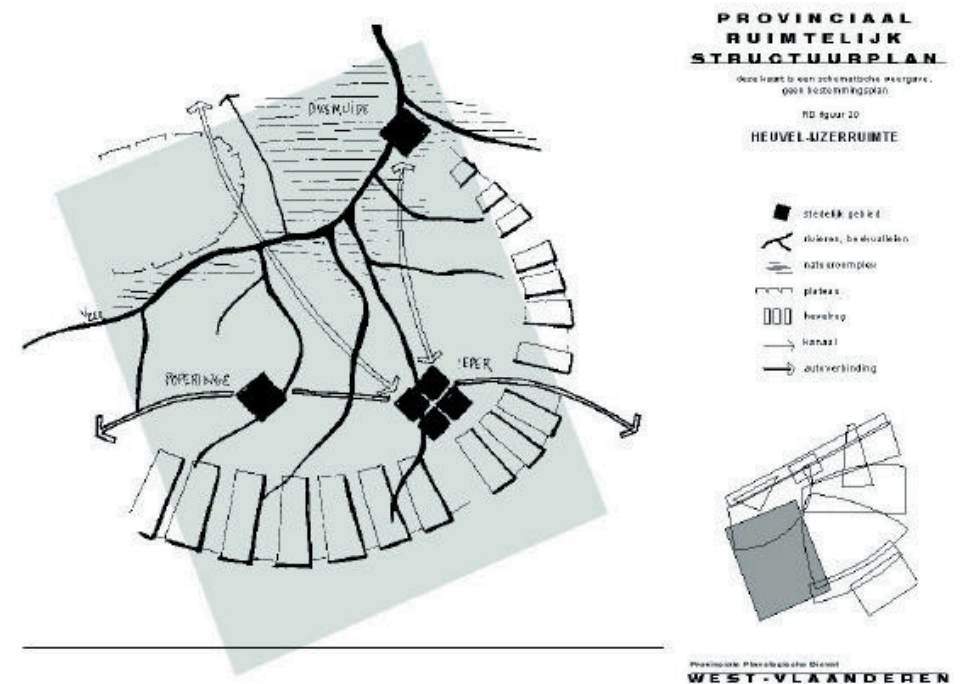 PROVINCIAAL
RUIMTELIJK
STRUCTUURPLAN
deze kaart is een schematische weergave,
geen bestemmingsplan
RD figuur 20
HEUVEL-IJZERRUIMTE
DIKSMUIDE
stedelijk gebied
rivieren, beekvalleien
natuurcomplex
plateau
heuvelrug
kanaal
autoverbinding
IJZER
IEPER
POPERINGE
Provinciale Planologische Dienst
WEST-VLAANDEREN